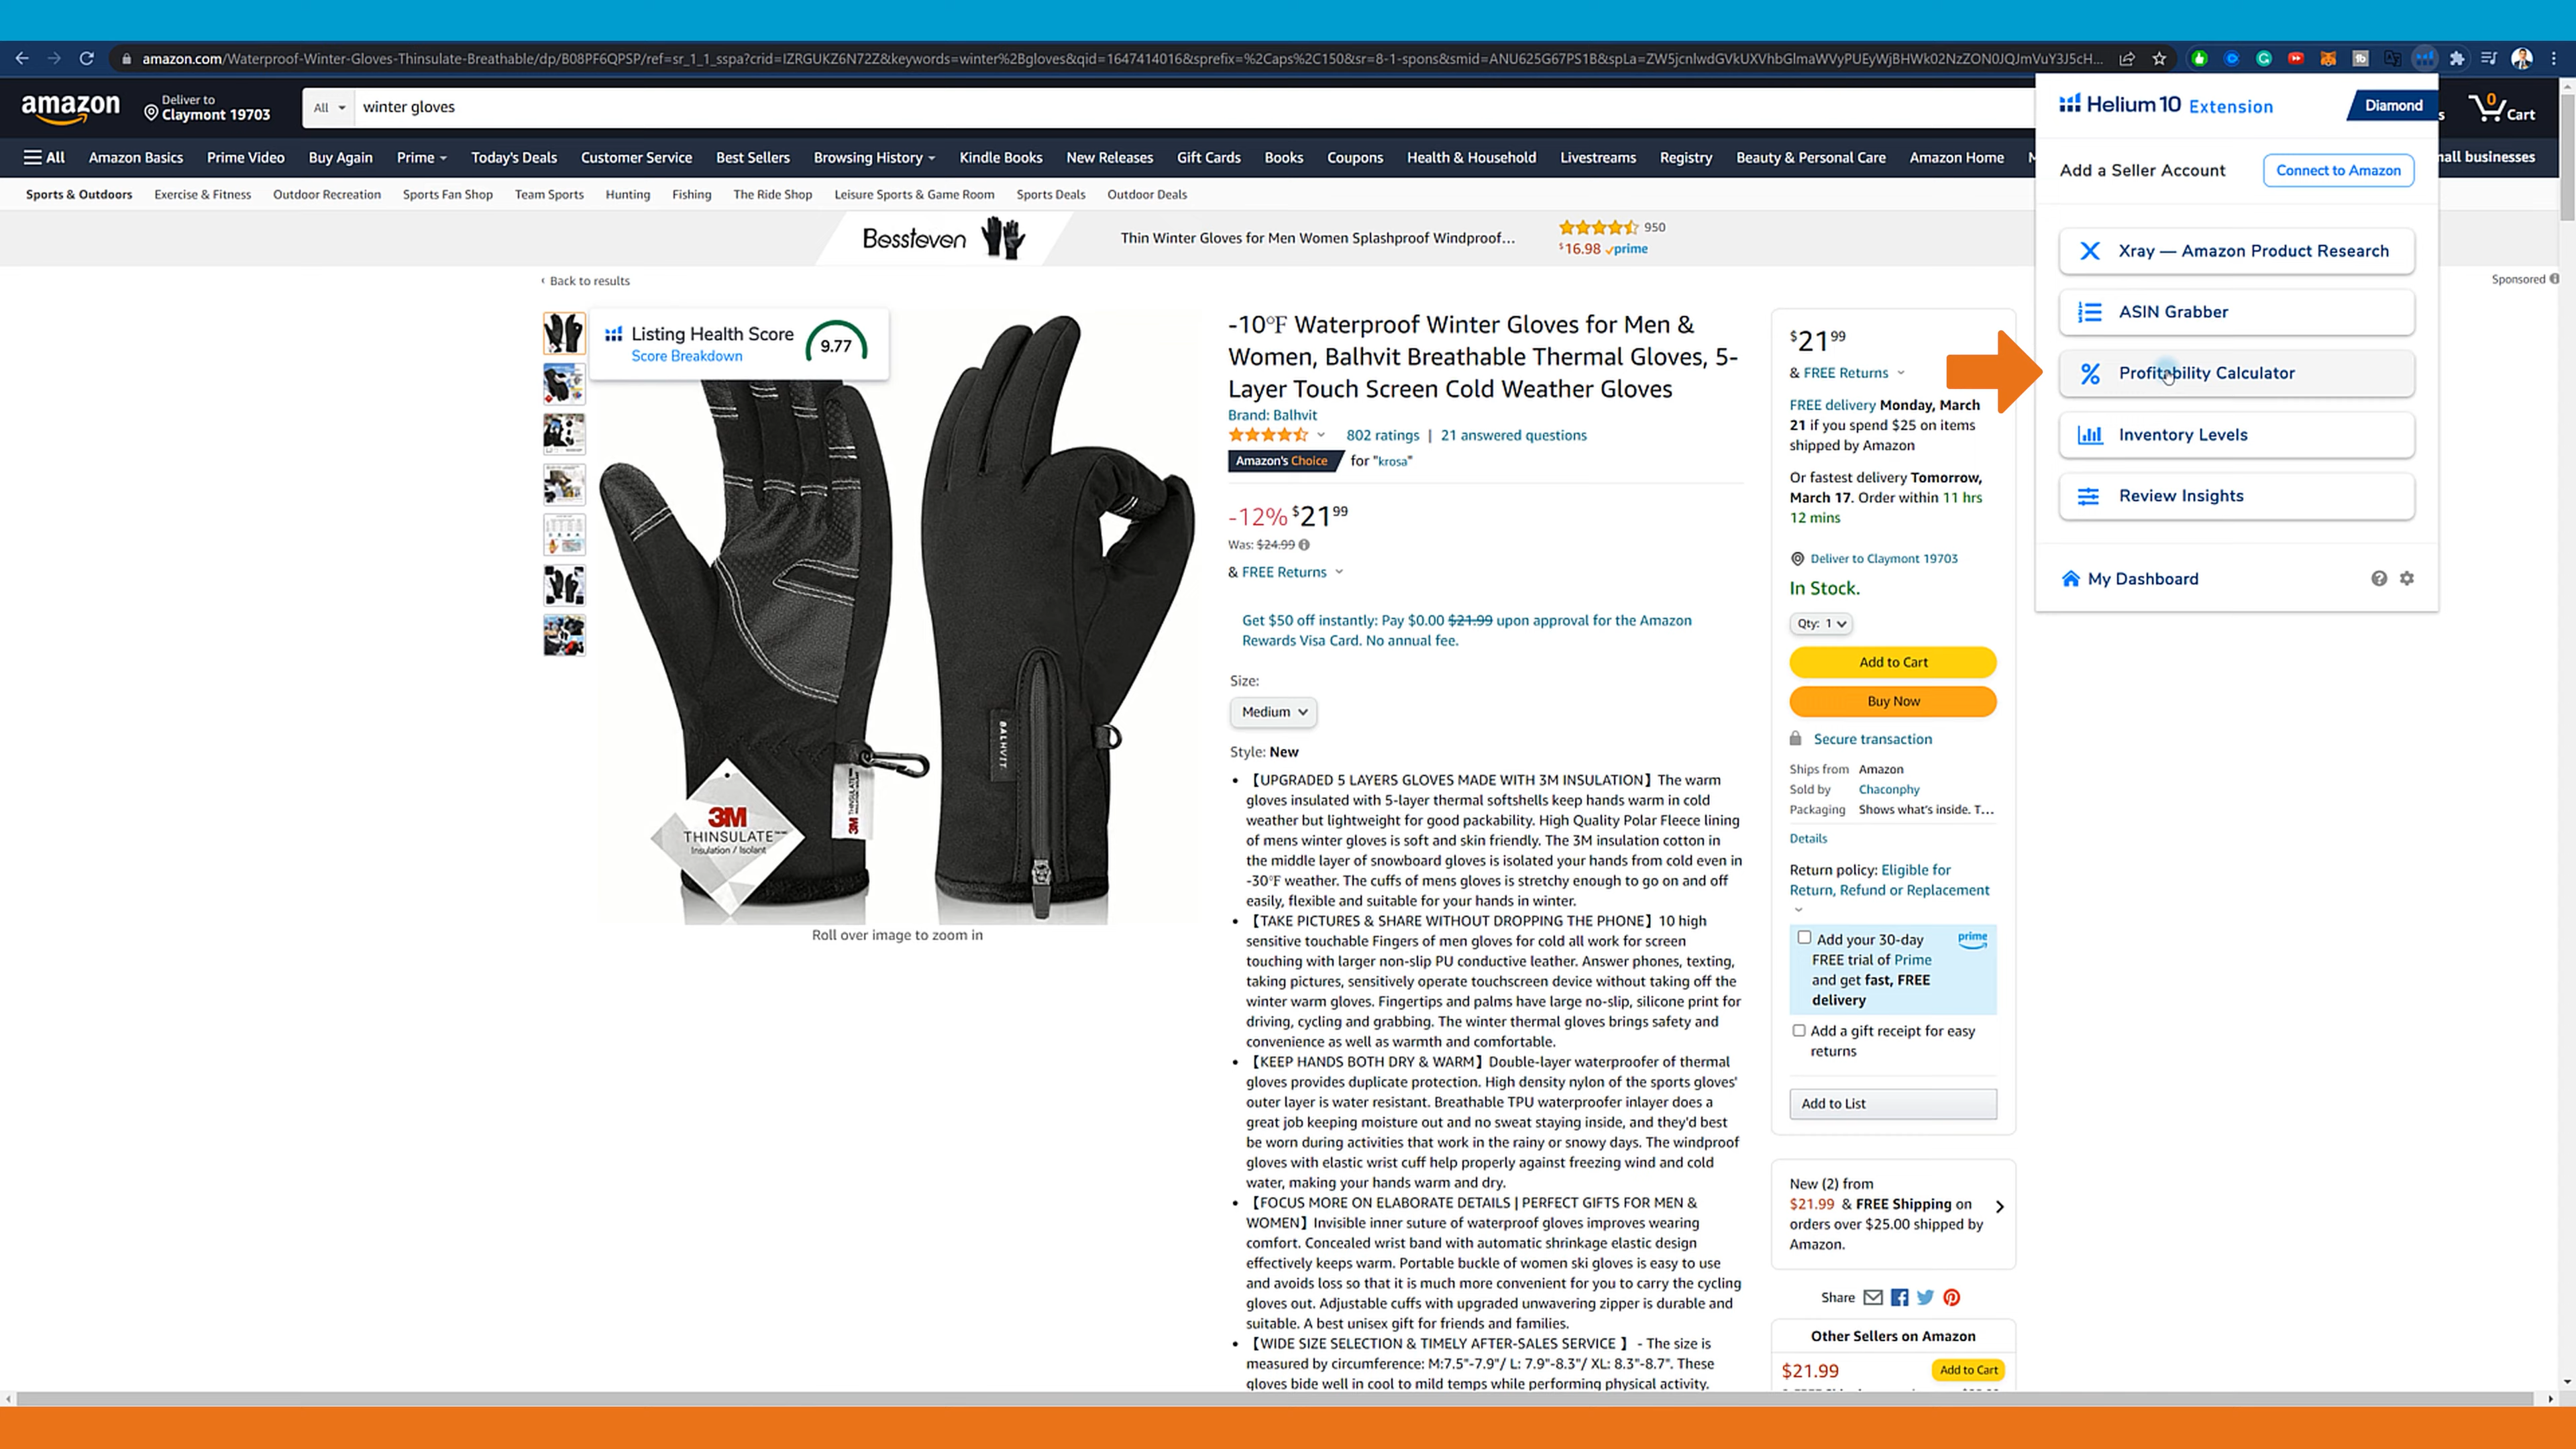 amazon.com/Waterproof-Winter-Gloves-Thinsulate-Breathable/dp/B08PF6QPSP/ref=sr_1_1_sspa?crid=IZRGUKZ6N72Z&keywords=winter%2Bgloves&qid=1647414016&sprefix=%2Caps%2C150&sr=8-1-spons&smid=ANU625G67PS1B&spLa=ZW5jcnlwdGVkUXVhbGlmaWVyPUEyWjBHWk02NzZON0JQJmVuY3J5cH...
amazon
Deliver to
Claymont 19703
All
winter gloves
0
Cart
All Amazon Basics Prime Video Buy Again Prime Today's Deals Customer Service Best Sellers Browsing History Kindle Books New Releases Gift Cards Books Coupons Health & Household Livestreams Registry Beauty & Personal Care Amazon Home
Sports & Outdoors Exercise & Fitness Outdoor Recreation Sports Fan Shop Team Sports Hunting Fishing The Ride Shop Leisure Sports & Game Room Sports Deals Outdoor Deals
Bessteven
Thin Winter Gloves for Men Women Splashproof Windproof...
950
$16.98 prime
Sponsored
‹ Back to results
Helium 10 Extension
Diamond
Add a Seller Account
Connect to Amazon
Xray — Amazon Product Research
ASIN Grabber
Profitability Calculator
Inventory Levels
Review Insights
My Dashboard
Listing Health Score
Score Breakdown
9.77
BALHVIT.
3M
THINSULATE™
Insulation / Isolant
3M THINSULATE
Roll over image to zoom in
-10℉ Waterproof Winter Gloves for Men &
Women, Balhvit Breathable Thermal Gloves, 5-
Layer Touch Screen Cold Weather Gloves
Brand: Balhvit
802 ratings | 21 answered questions
Amazon's Choice for "krosa"
-12% $21 99
Was: $24.99
& FREE Returns
Get $50 off instantly: Pay $0.00 $21.99 upon approval for the Amazon
Rewards Visa Card. No annual fee.
Size:
Medium
Style: New
• 【UPGRADED 5 LAYERS GLOVES MADE WITH 3M INSULATION】The warm
gloves insulated with 5-layer thermal softshells keep hands warm in cold
weather but lightweight for good packability. High Quality Polar Fleece lining
of mens winter gloves is soft and skin friendly. The 3M insulation cotton in
the middle layer of snowboard gloves is isolated your hands from cold even in
-30℉ weather. The cuffs of mens gloves is stretchy enough to go on and off
easily, flexible and suitable for your hands in winter.
• 【TAKE PICTURES & SHARE WITHOUT DROPPING THE PHONE】10 high
sensitive touchable Fingers of men gloves for cold all work for screen
touching with larger non-slip PU conductive leather. Answer phones, texting,
taking pictures, sensitively operate touchscreen device without taking off the
winter warm gloves. Fingertips and palms have large no-slip, silicone print for
driving, cycling and grabbing. The winter thermal gloves brings safety and
convenience as well as warmth and comfortable.
• 【KEEP HANDS BOTH DRY & WARM】Double-layer waterproofer of thermal
gloves provides duplicate protection. High density nylon of the sports gloves'
outer layer is water resistant. Breathable TPU waterproofer inlayer does a
great job keeping moisture out and no sweat staying inside, and they'd best
be worn during activities that work in the rainy or snowy days. The windproof
gloves with elastic wrist cuff help properly against freezing wind and cold
water, making your hands warm and dry.
• 【FOCUS MORE ON ELABORATE DETAILS | PERFECT GIFTS FOR MEN &
WOMEN】Invisible inner suture of waterproof gloves improves wearing
comfort. Concealed wrist band with automatic shrinkage elastic design
effectively keeps warm. Portable buckle of women ski gloves is easy to use
and avoids loss so that it is much more convenient for you to carry the cycling
gloves out. Adjustable cuffs with upgraded unwavering zipper is durable and
suitable. A best unisex gift for friends and families.
• 【WIDE SIZE SELECTION & TIMELY AFTER-SALES SERVICE 】 - The size is
measured by circumference: M:7.5"-7.9"/ L: 7.9"-8.3"/ XL: 8.3"-8.7". These
gloves bide well in cool to mild temps while performing physical activity.
$21 99
& FREE Returns
FREE delivery Monday, March
21 if you spend $25 on items
shipped by Amazon
Or fastest delivery Tomorrow,
March 17. Order within 11 hrs
12 mins
Deliver to Claymont 19703
In Stock.
Qty: 1
Add to Cart
Buy Now
Secure transaction
Ships from Amazon
Sold by Chaconphy
Packaging Shows what's inside. T...
Details
Return policy: Eligible for
Return, Refund or Replacement
Add your 30-day
FREE trial of Prime
and get fast, FREE
delivery
prime
Add a gift receipt for easy
returns
Add to List
New (2) from
$21.99 & FREE Shipping on
orders over $25.00 shipped by
Amazon.
Share
Other Sellers on Amazon
$21.99
Add to Cart